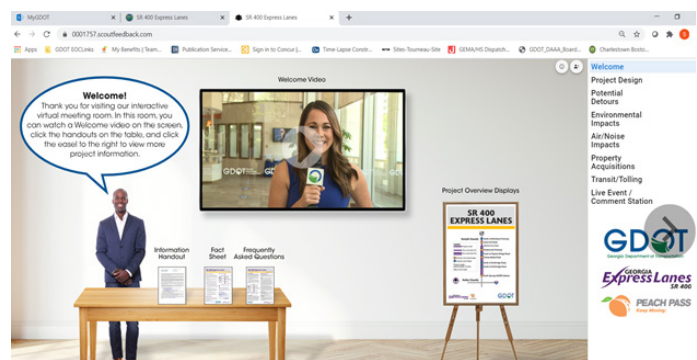 MyGDOT
SR 400 Express Lanes
SR 400 Express Lanes
0001757.scoutfeedback.com
Apps
GDOT EOCLinks
My Benefits | Team...
Publication Service...
Sign in to Concur |...
Time-Lapse Constr...
Sites-Tourneau-Site
GEMA/HS Dispatch...
GDOT_DAAA_Board...
Charlestown Bosto...
Welcome Video
Welcome!
Thank you for visiting our interactive
virtual meeting room. In this room, you
can watch a Welcome video on the screen,
click the handouts on the table, and click
the easel to the right to view more
project information.
GDOT
Information
Handout
Fact
Sheet
Frequently
Asked Questions
Project Overview Displays
SR 400
EXPRESS LANES
GDOT
Welcome
Project Design
Potential
Detours
Environmental
Impacts
Air/Noise
Impacts
Property
Acquisitions
Transit/Tolling
Live Event /
Comment Station
GDOT
Georgia Department of Transportation
GEORGIA
Express Lanes
SR 400
PEACH PASS
Keep Moving.